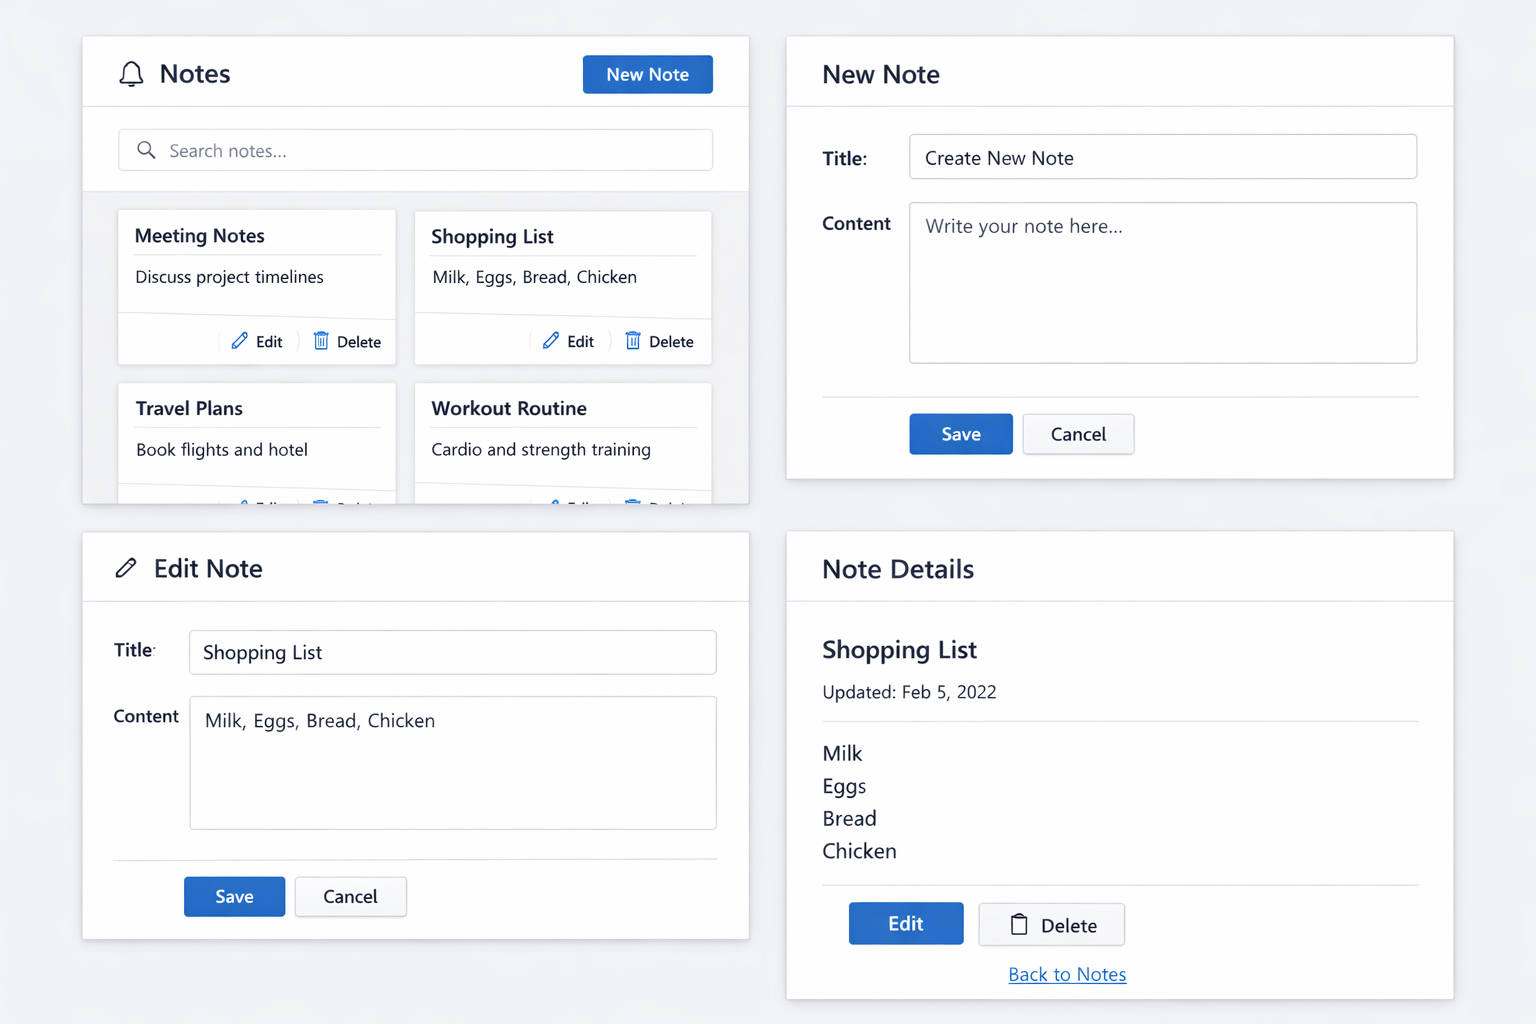 Notes
New Note
Search notes...
Meeting Notes
Discuss project timelines
Edit
Delete
Shopping List
Milk, Eggs, Bread, Chicken
Edit
Delete
Travel Plans
Book flights and hotel
Workout Routine
Cardio and strength training
New Note
Title:
Create New Note
Content
Write your note here...
Save
Cancel
Edit Note
Title:
Shopping List
Content
Milk, Eggs, Bread, Chicken
Save
Cancel
Note Details
Shopping List
Updated: Feb 5, 2022
Milk
Eggs
Bread
Chicken
Edit
Delete
Back to Notes